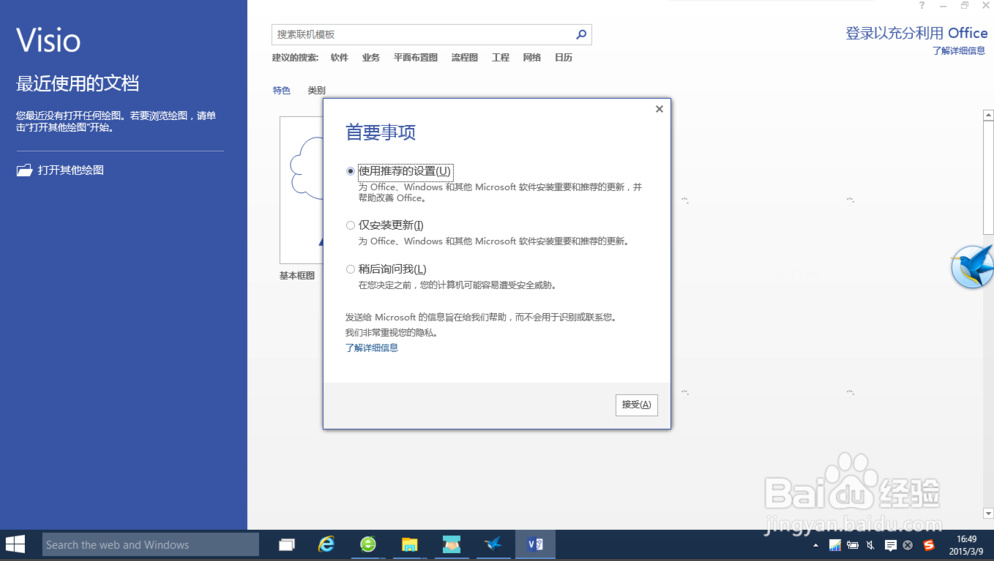 Visio
最近使用的文档
您最近没有打开任何绘图。若要浏览绘图，请单
击"打开其他绘图"开始。
打开其他绘图
搜索联机模板
建议的搜索: 软件 业务 平面布置图 流程图 工程 网络 日历
特色 类别
登录以充分利用 Office
了解详细信息
基本框图
首要事项
使用推荐的设置(U)
为 Office、Windows 和其他 Microsoft 软件安装重要和推荐的更新，并
帮助改善 Office。
仅安装更新(I)
为 Office、Windows 和其他 Microsoft 软件安装重要和推荐的更新。
稍后询问我(L)
在您决定之前，您的计算机可能容易遭受安全威胁。
发送给 Microsoft 的信息旨在给我们帮助，而不会用于识别或联系您。
我们非常重视您的隐私。
了解详细信息
接受(A)
Baidu 经验
jingyan.baidu.com
Search the web and Windows
16:49
2015/3/9